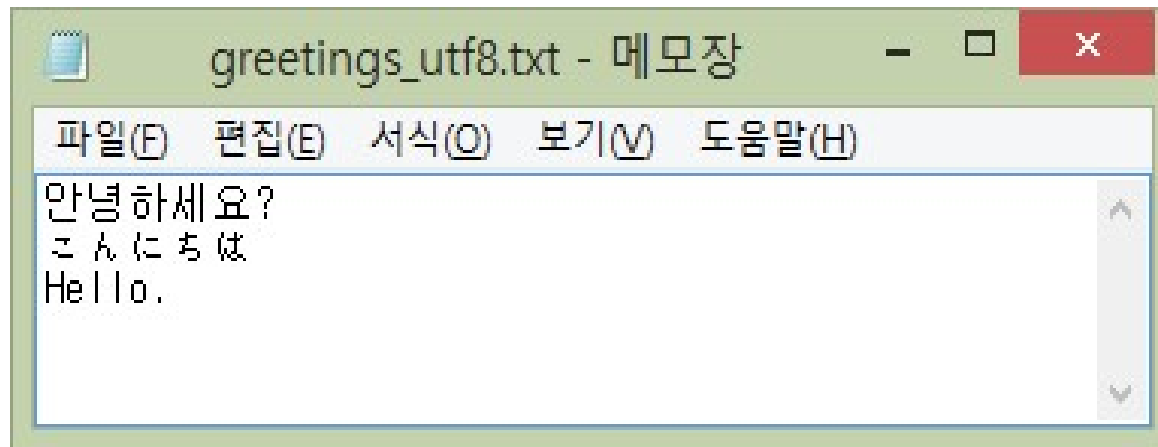 greetings_utf8.txt - 메모장
파일(F) 편집(E) 서식(O) 보기(V) 도움말(H)
안녕하세요?
こんにちは
Hello.